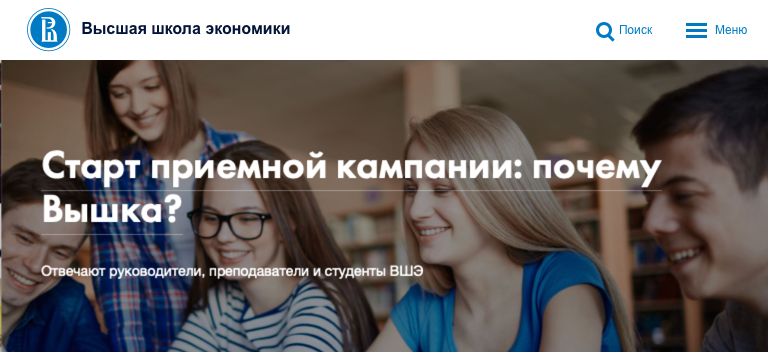 Высшая школа экономики
Поиск
Меню
Старт приемной кампании: почему
Вышка?
Отвечают руководители, преподаватели и студенты ВШЭ